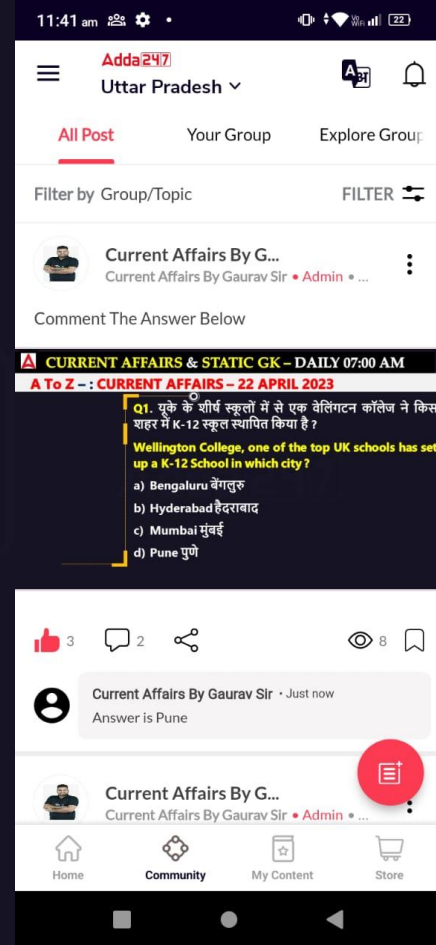 11:41 am
Vo WiFi
22
Adda247
Uttar Pradesh
A अ
All Post Your Group Explore Group
Filter by Group/Topic FILTER
Current Affairs By G...
Current Affairs By Gaurav Sir • Admin • ...
Comment The Answer Below
A CURRENT AFFAIRS & STATIC GK – DAILY 07:00 AM
A To Z – : CURRENT AFFAIRS – 22 APRIL 2023
Q1. यूके के शीर्ष स्कूलों में से एक वेलिंगटन कॉलेज ने किस
शहर में K-12 स्कूल स्थापित किया है ?
Wellington College, one of the top UK schools has set
up a K-12 School in which city ?
a) Bengaluru बेंगलुरु
b) Hyderabad हैदराबाद
c) Mumbai मुंबई
d) Pune पुणे
3 2 8
Current Affairs By Gaurav Sir • Just now
Answer is Pune
Current Affairs By G...
Current Affairs By Gaurav Sir • Admin • ...
Home Community My Content Store